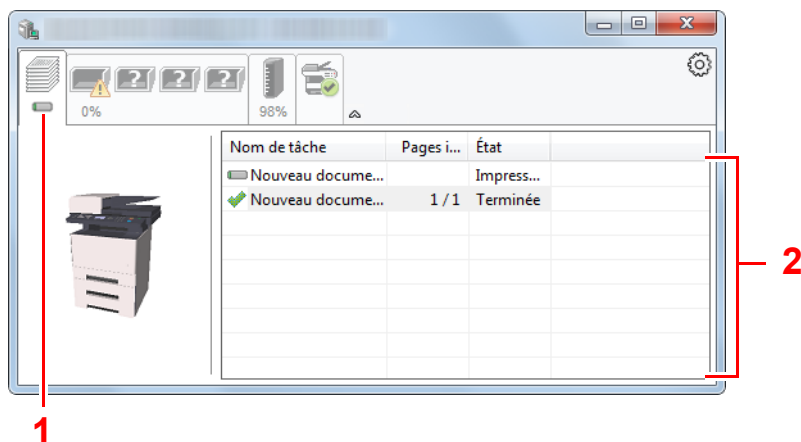 0%
98%
Nom de tâche Pages i... État
Nouveau docume... Impress...
Nouveau docume... 1 / 1 Terminée
2
1